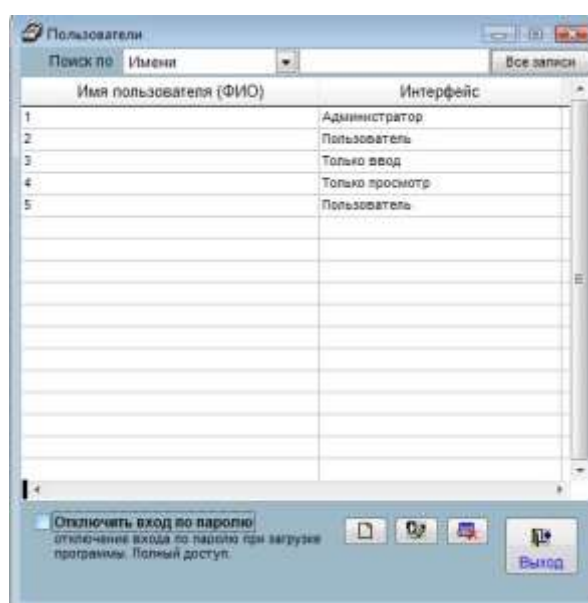 Пользователи
Поиск по Имени Все записи
Имя пользователя (ФИО) Интерфейс
1 Администратор
2 Пользователь
3 Только ввод
4 Только просмотр
5 Пользователь
Отключить вход по паролю
отключение входа по паролю при загрузке
программы. Полный доступ.
Выход